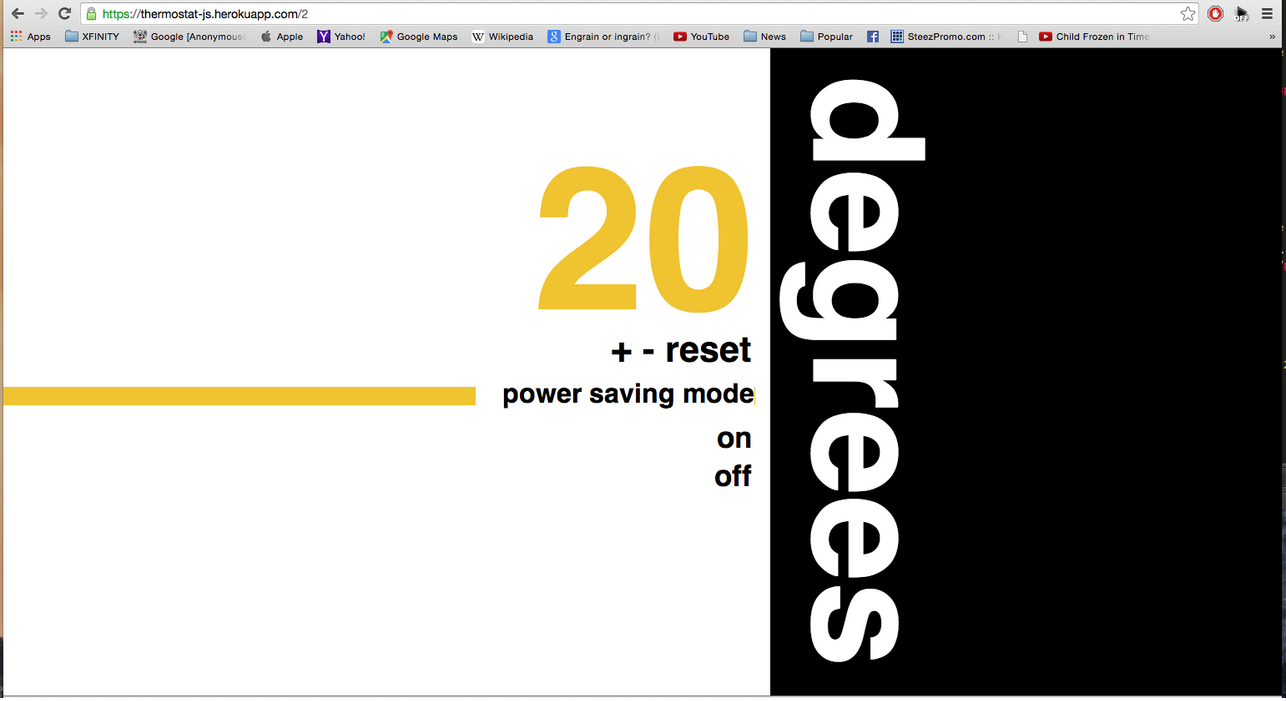 https://thermostat-js.herokuapp.com/2
Apps XFINITY Google [Anonymous Apple Yahoo! Google Maps Wikipedia Engrain or ingrain? ( YouTube News Popular SteezPromo.com :: Child Frozen in Time »
20
+ - reset
power saving mode
on
off
degrees